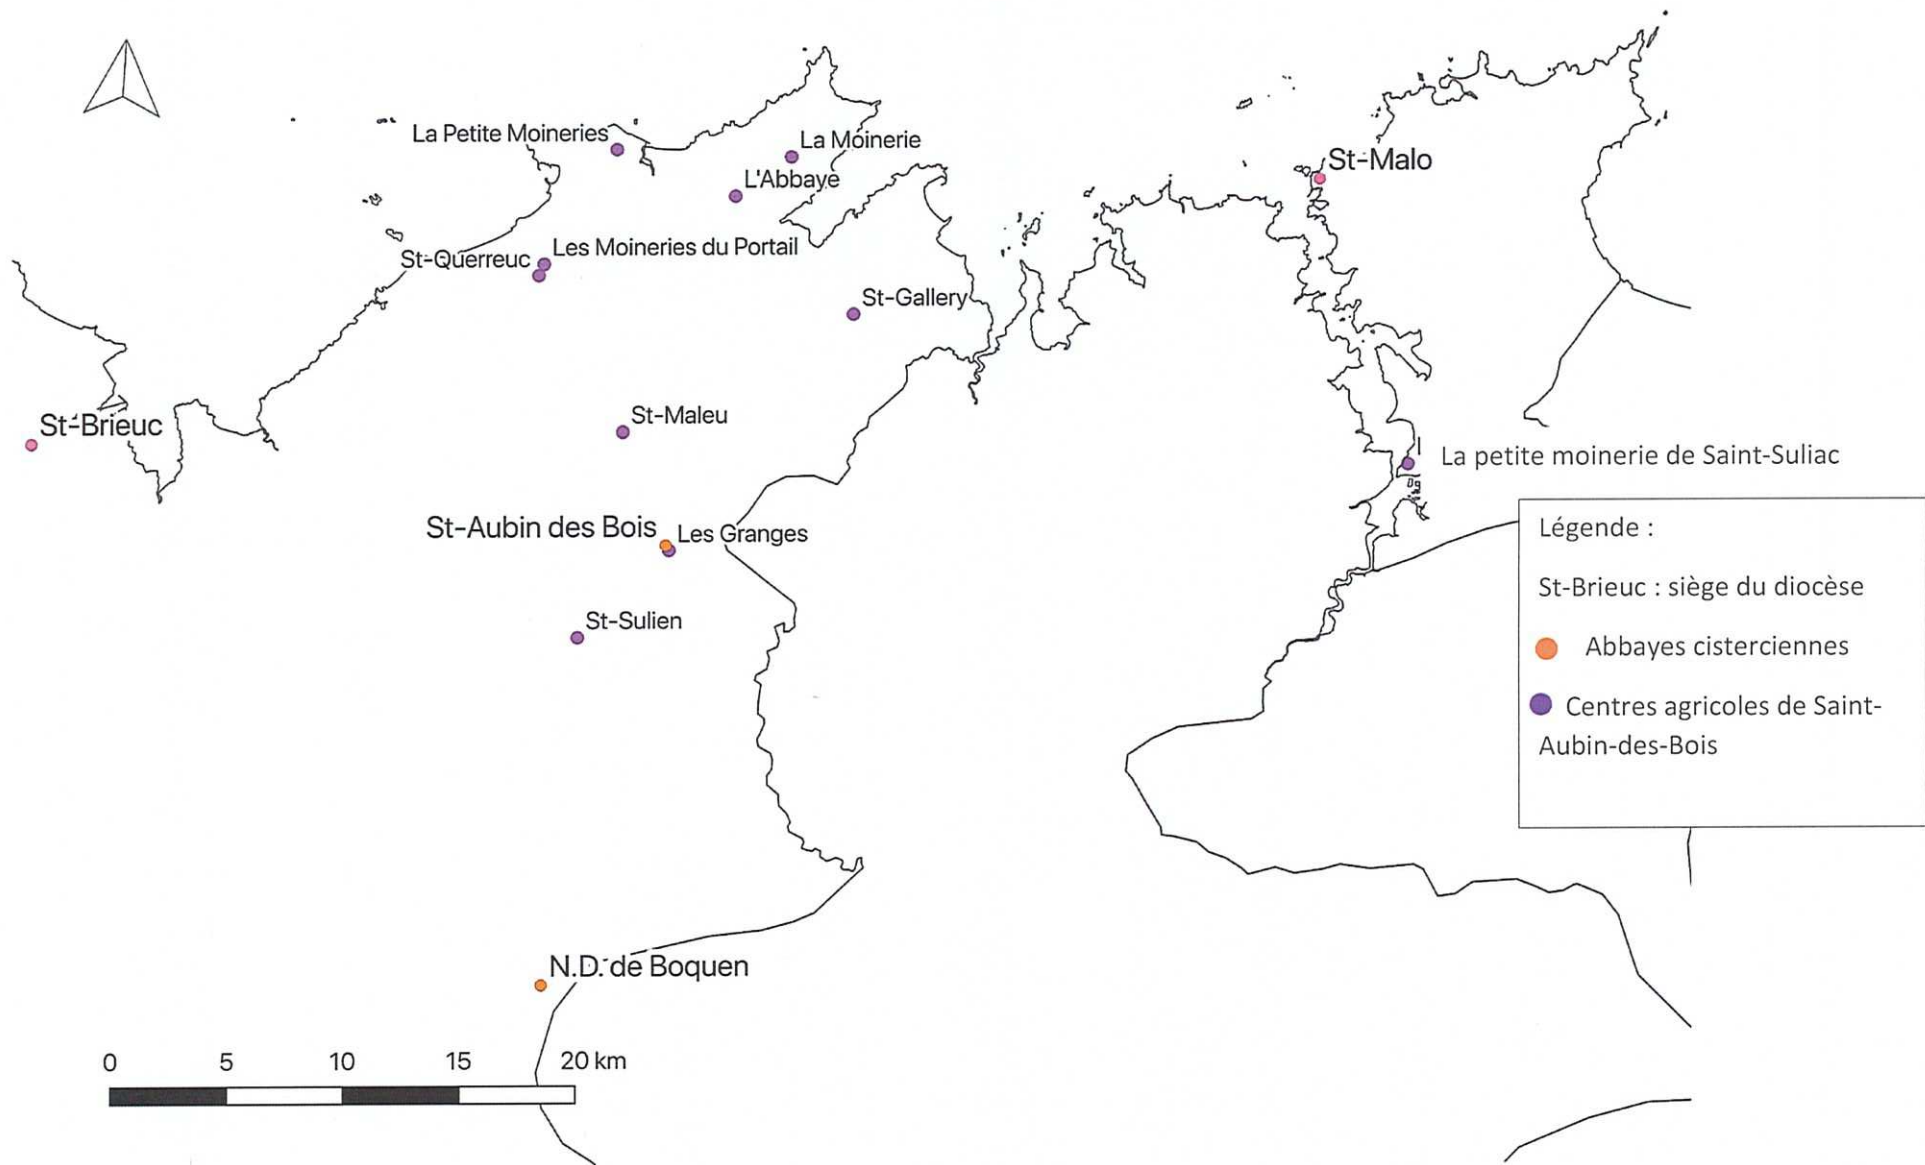 La Petite Moineries
La Moinerie
L'Abbaye
St-Malo
St-Querreuc
Les Moineries du Portail
St-Gallery
St-Maleu
St-Brieuc
La petite moinerie de Saint-Suliac
St-Aubin des Bois
Les Granges
St-Sulien
N.D. de Boquen
0 5 10 15 20 km
Légende :
St-Brieuc : siège du diocèse
Abbayes cisterciennes
Centres agricoles de Saint-
Aubin-des-Bois